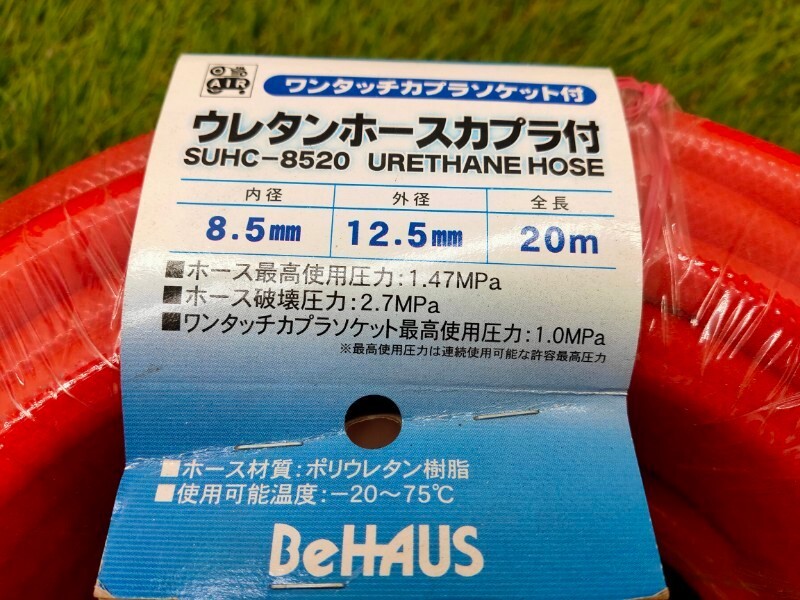 AIR
ワンタッチカプラソケット付
ウレタンホースカプラ付
SUHC-8520 URETHANE HOSE
内径 外径 全長
8.5mm 12.5mm 20m
■ホース最高使用圧力:1.47MPa
■ホース破壊圧力:2.7MPa
■ワンタッチカプラソケット最高使用圧力:1.0MPa
※最高使用圧力は連続使用可能な許容最高圧力
■ホース材質:ポリウレタン樹脂
■使用可能温度:-20〜75℃
BeHAUS